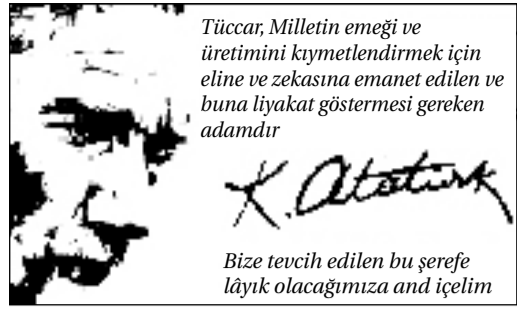 Tüccar, Milletin emeği ve
üretimini kıymetlendirmek için
eline ve zekasına emanet edilen ve
buna liyakat göstermesi gereken
adamdır
K. Atatürk
Bize tevcih edilen bu şerefe
lâyık olacağımıza and içelim